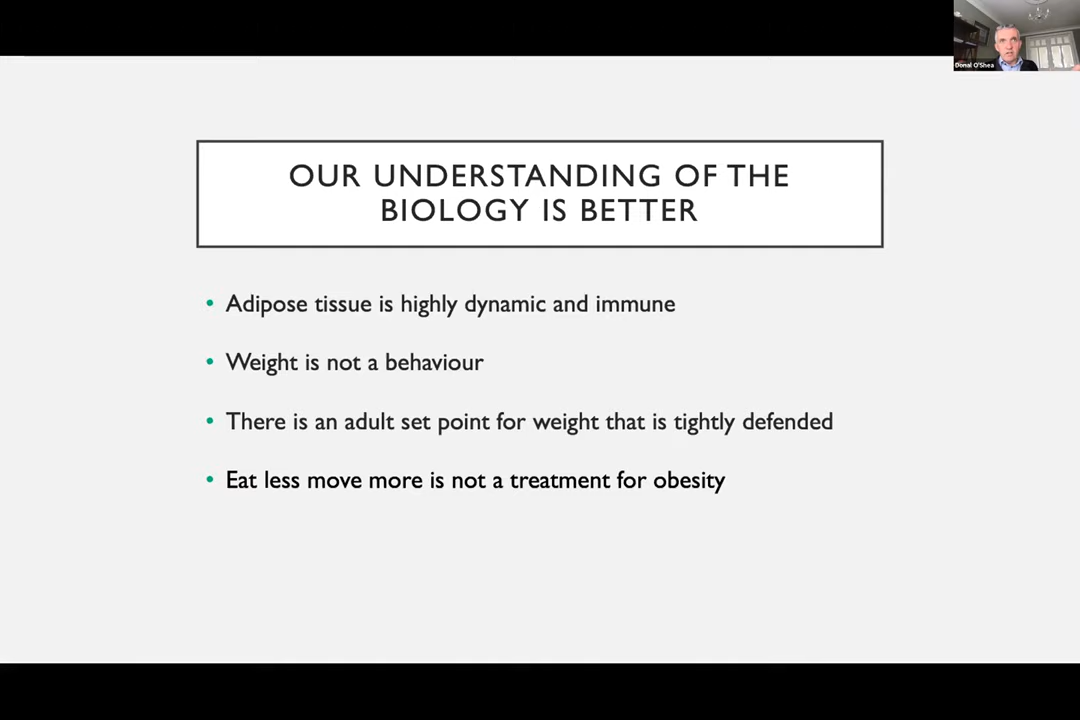 Donal O'Shea
OUR UNDERSTANDING OF THE
BIOLOGY IS BETTER
• Adipose tissue is highly dynamic and immune
• Weight is not a behaviour
• There is an adult set point for weight that is tightly defended
• Eat less move more is not a treatment for obesity